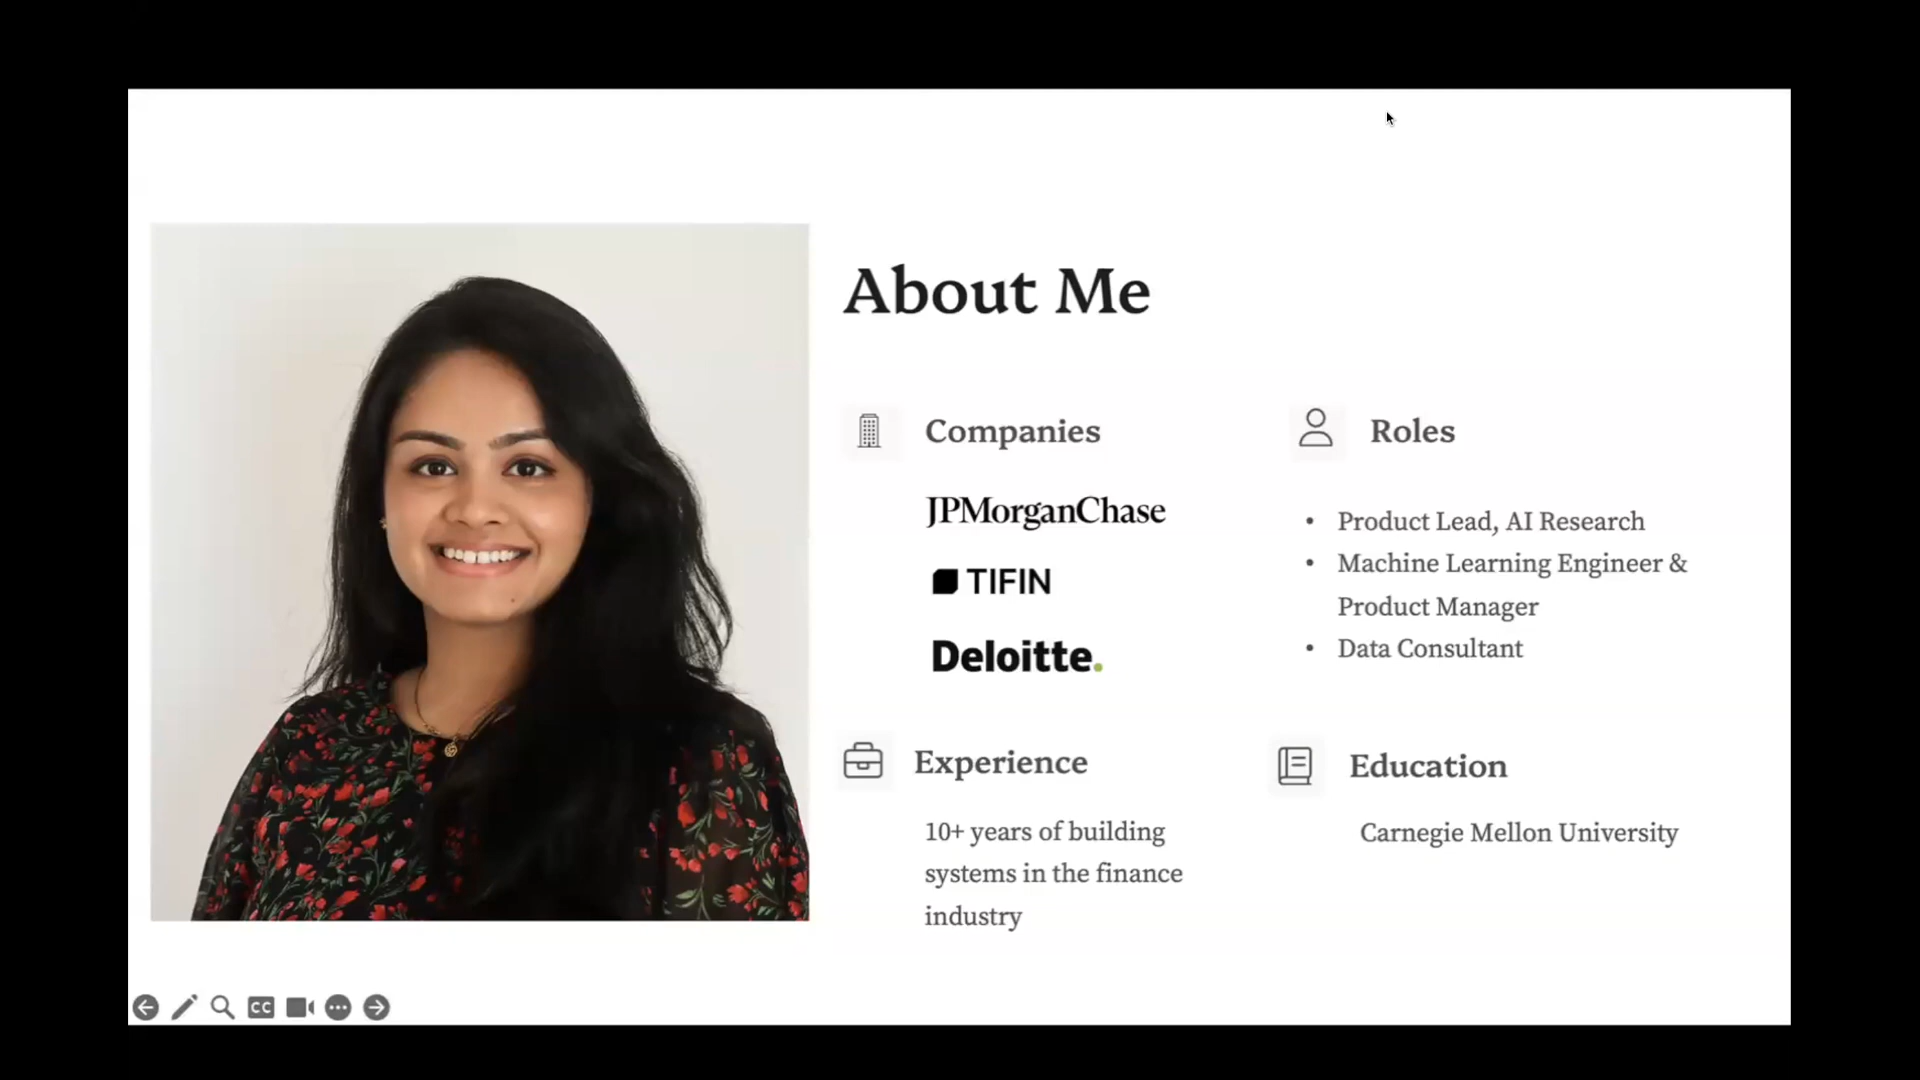 About Me
Companies
JPMorganChase
TIFIN
Deloitte.
Roles
• Product Lead, AI Research
• Machine Learning Engineer &
Product Manager
• Data Consultant
Experience
10+ years of building
systems in the finance
industry
Education
Carnegie Mellon University
CC